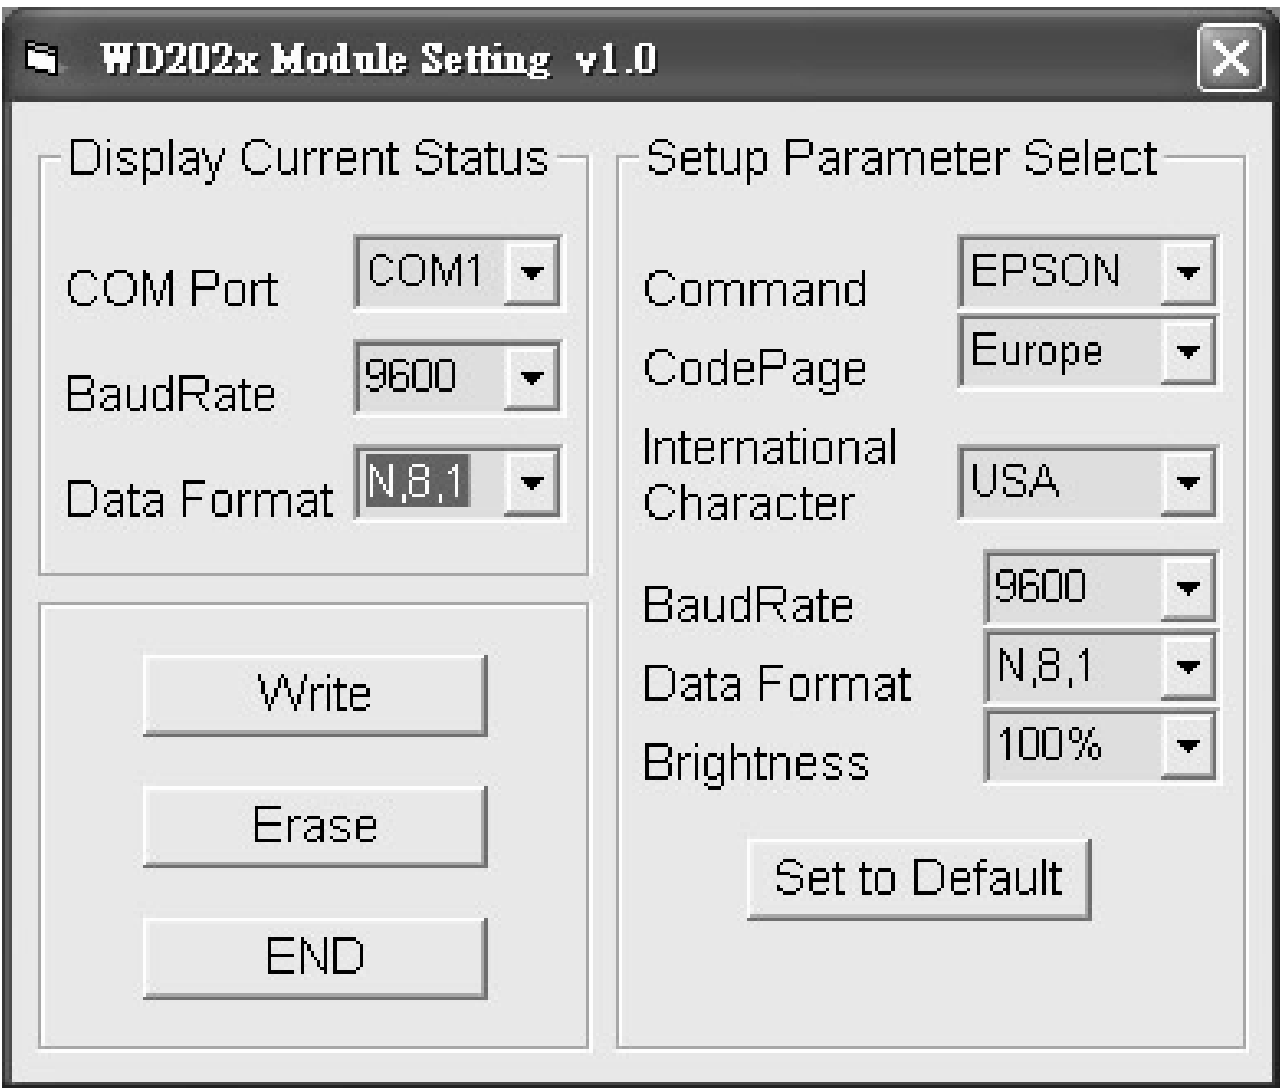 WD202x Module Setting v1.0
Display Current Status
COM Port COM1
BaudRate 9600
Data Format N,8,1
Write
Erase
END
Setup Parameter Select
Command EPSON
CodePage Europe
International
Character USA
BaudRate 9600
Data Format N,8,1
Brightness 100%
Set to Default